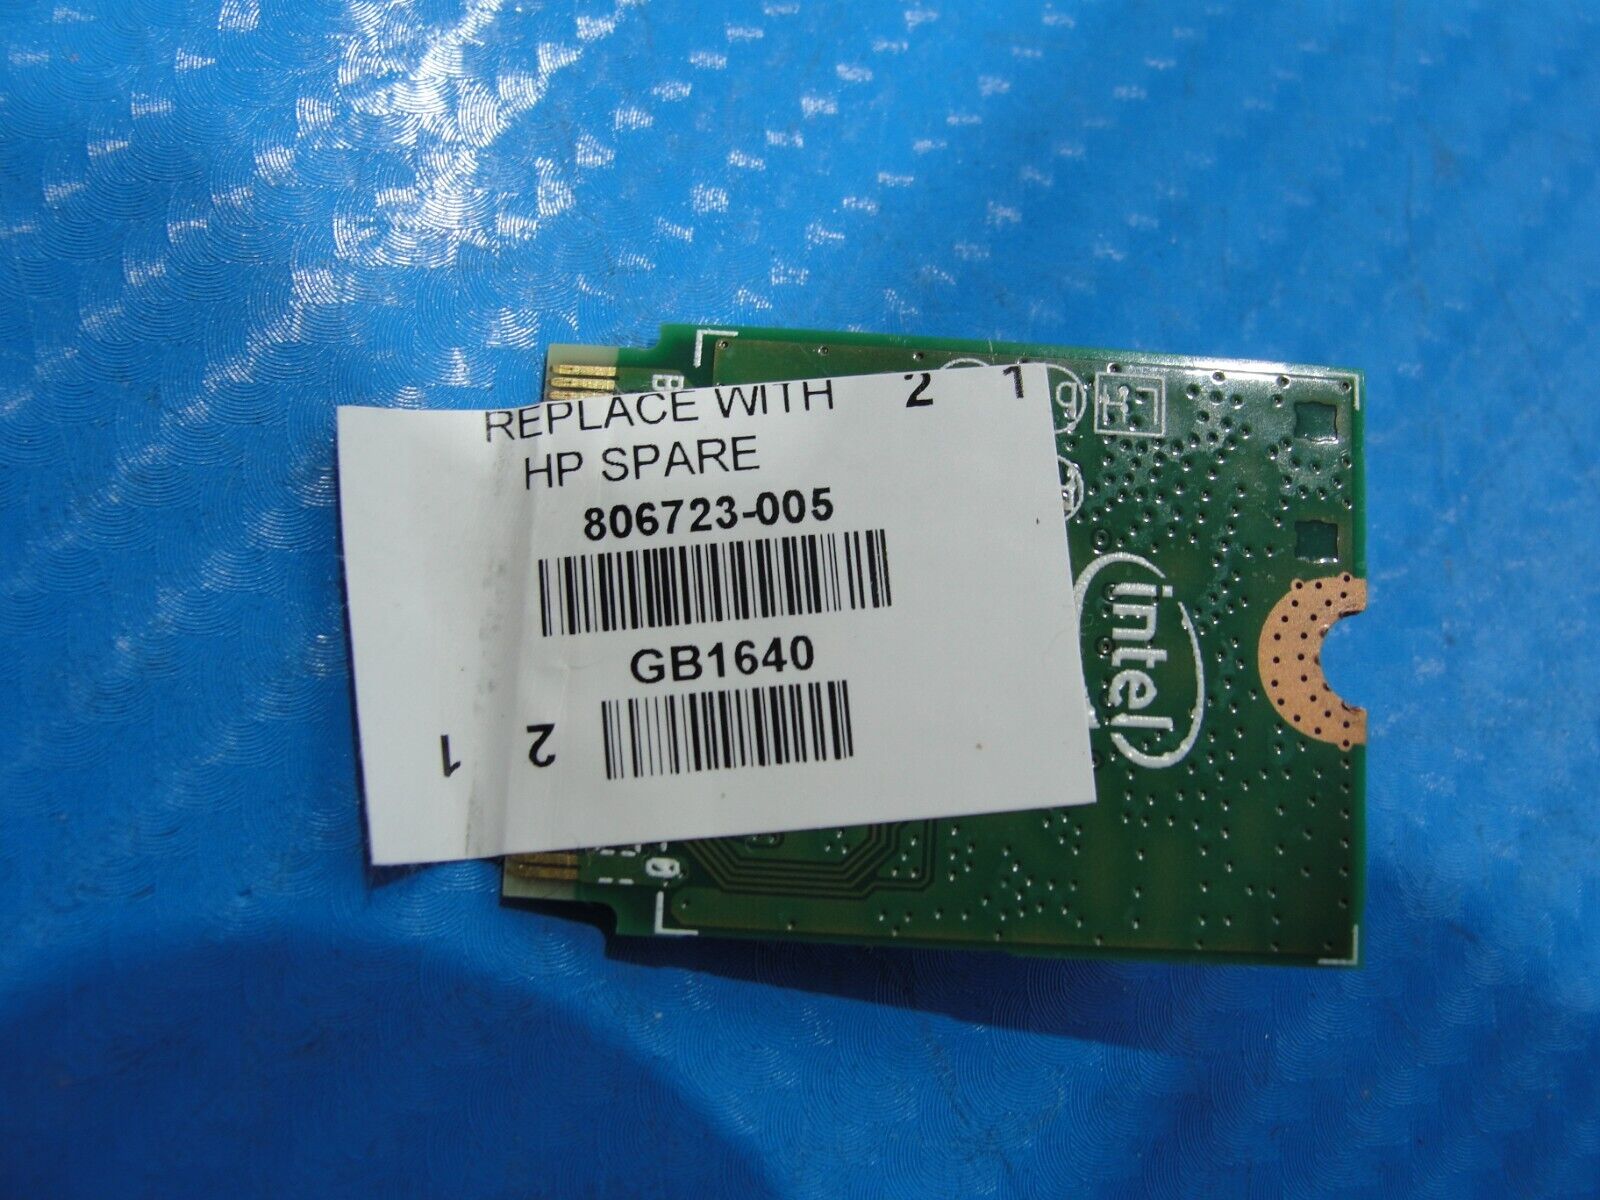 REPLACE WITH 2 1
HP SPARE
806723-005
GB1640
1 2
intel
B